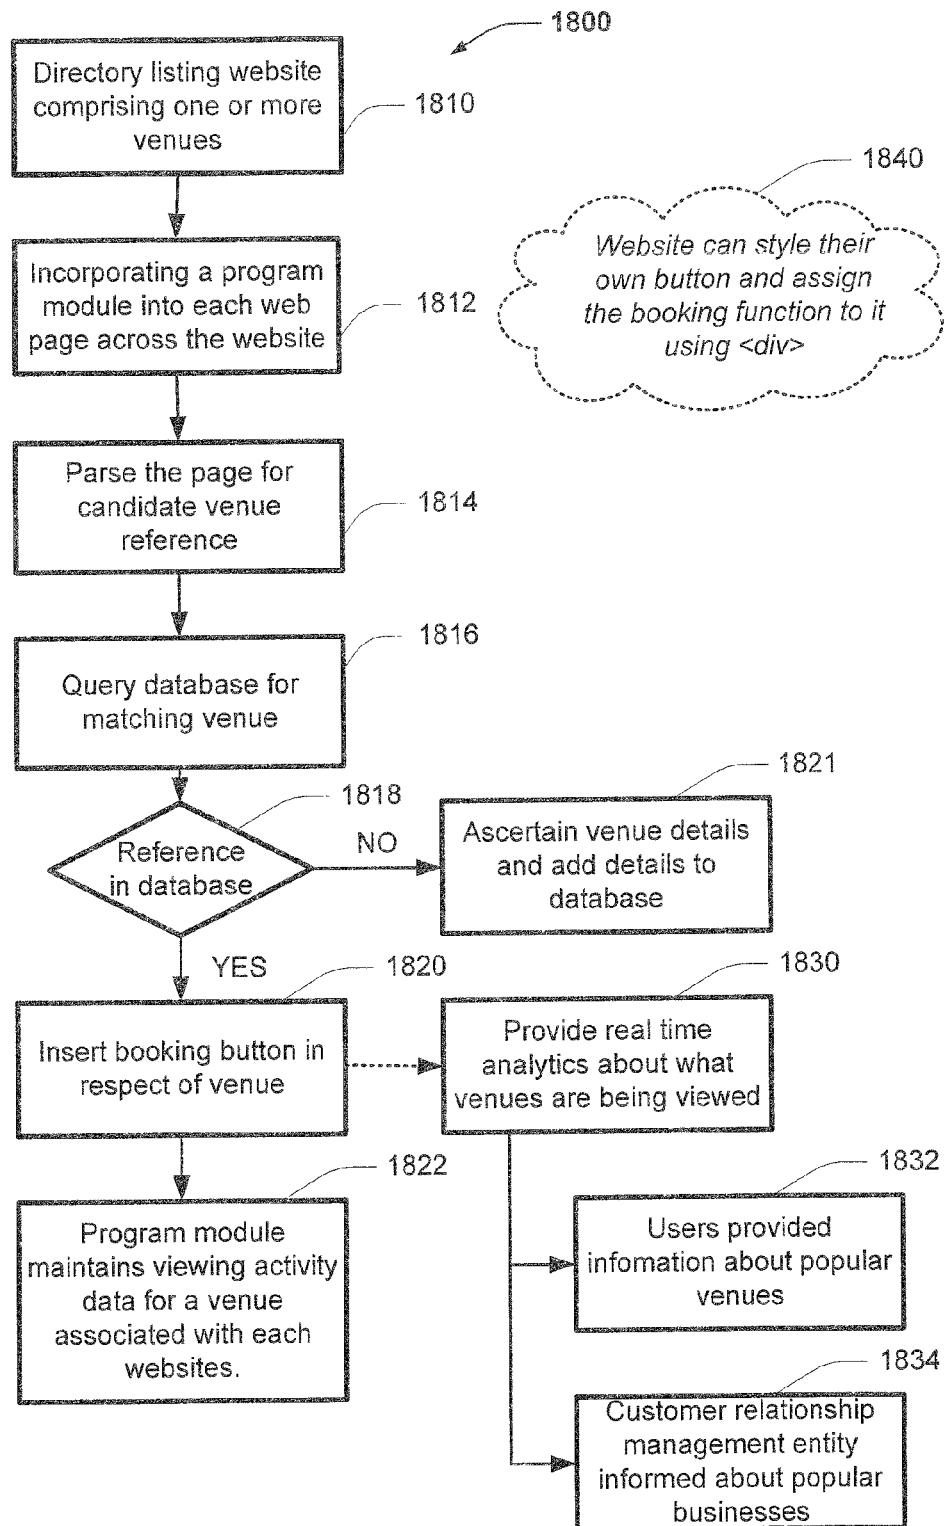 1800
Directory listing website
comprising one or more
venues
1810
1840
Website can style their
own button and assign
the booking function to it
using <div>
Incorporating a program
module into each web
page across the website
1812
Parse the page for
candidate venue
reference
1814
1816
Query database for
matching venue
1818
Reference
in database
NO
1821
Ascertain venue details
and add details to
database
YES
1820
Insert booking button in
respect of venue
1830
Provide real time
analytics about what
venues are being viewed
1822
Program module
maintains viewing activity
data for a venue
associated with each
websites.
1832
Users provided
infomation about popular
venues
1834
Customer relationship
management entity
informed about popular
businesses